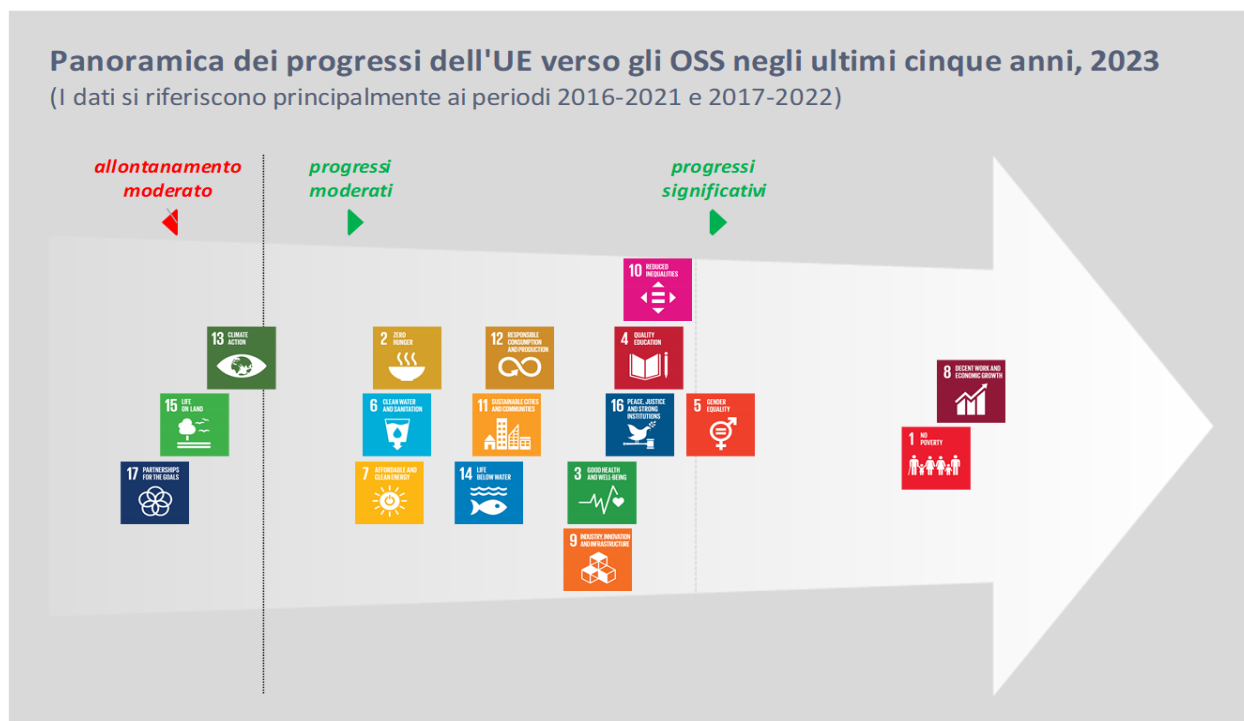 Panoramica dei progressi dell'UE verso gli OSS negli ultimi cinque anni, 2023
(I dati si riferiscono principalmente ai periodi 2016-2021 e 2017-2022)
allontanamento
moderato
progressi
moderati
progressi
significativi
10 REDUCED
INEQUALITIES
13 CLIMATE
ACTION
2 ZERO
HUNGER
12 RESPONSIBLE
CONSUMPTION
AND PRODUCTION
4 QUALITY
EDUCATION
8 DECENT WORK AND
ECONOMIC GROWTH
15 LIFE
ON LAND
6 CLEAN WATER
AND SANITATION
11 SUSTAINABLE CITIES
AND COMMUNITIES
16 PEACE, JUSTICE
AND STRONG
INSTITUTIONS
5 GENDER
EQUALITY
1 NO
POVERTY
17 PARTNERSHIPS
FOR THE GOALS
7 AFFORDABLE AND
CLEAN ENERGY
14 LIFE
BELOW WATER
3 GOOD HEALTH
AND WELL-BEING
9 INDUSTRY, INNOVATION
AND INFRASTRUCTURE